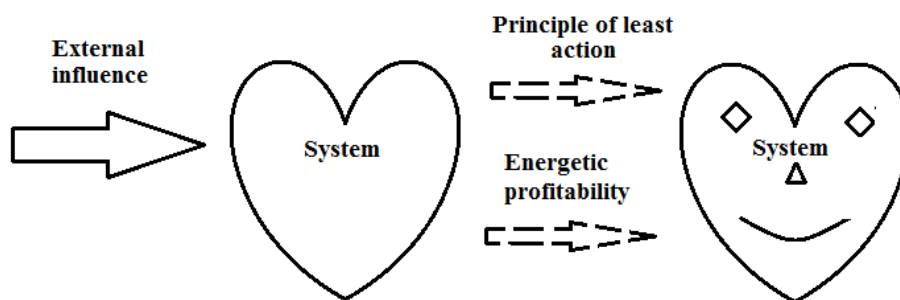 External
influence
System
Principle of least
action
Energetic
profitability
System